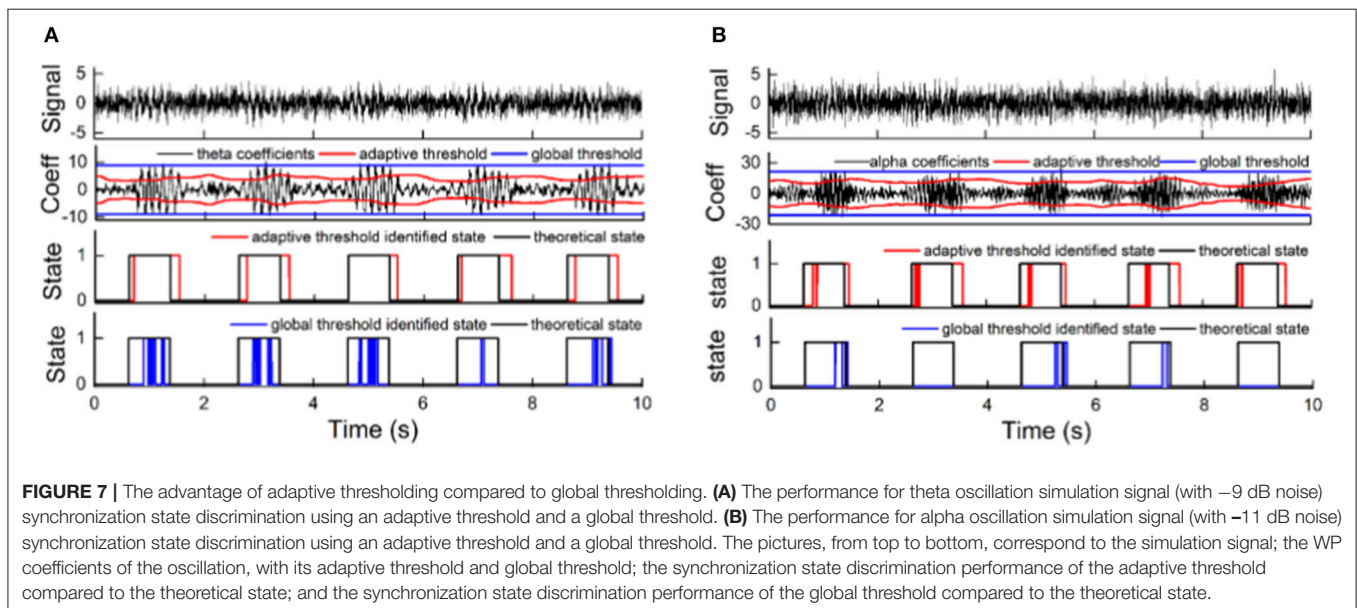 A
Signal
5
0
-5
Coeff
10
0
-10
theta coefficients adaptive threshold global threshold
State
1
0
adaptive threshold identified state theoretical state
State
1
0
global threshold identified state theoretical state
0 2 4 6 8 10
Time (s)
B
Signal
5
0
-5
0 2 4 6 8 10
Coeff
30
0
-30
alpha coefficients adaptive threshold global threshold
state
1
0
adaptive threshold identified state theoretical state
state
1
0
global threshold identified state theoretical state
0 2 4 6 8 10
Time (s)
FIGURE 7 | The advantage of adaptive thresholding compared to global thresholding. (A) The performance for theta oscillation simulation signal (with −9 dB noise)
synchronization state discrimination using an adaptive threshold and a global threshold. (B) The performance for alpha oscillation simulation signal (with –11 dB noise)
synchronization state discrimination using an adaptive threshold and a global threshold. The pictures, from top to bottom, correspond to the simulation signal; the WP
coefficients of the oscillation, with its adaptive threshold and global threshold; the synchronization state discrimination performance of the adaptive threshold
compared to the theoretical state; and the synchronization state discrimination performance of the global threshold compared to the theoretical state.